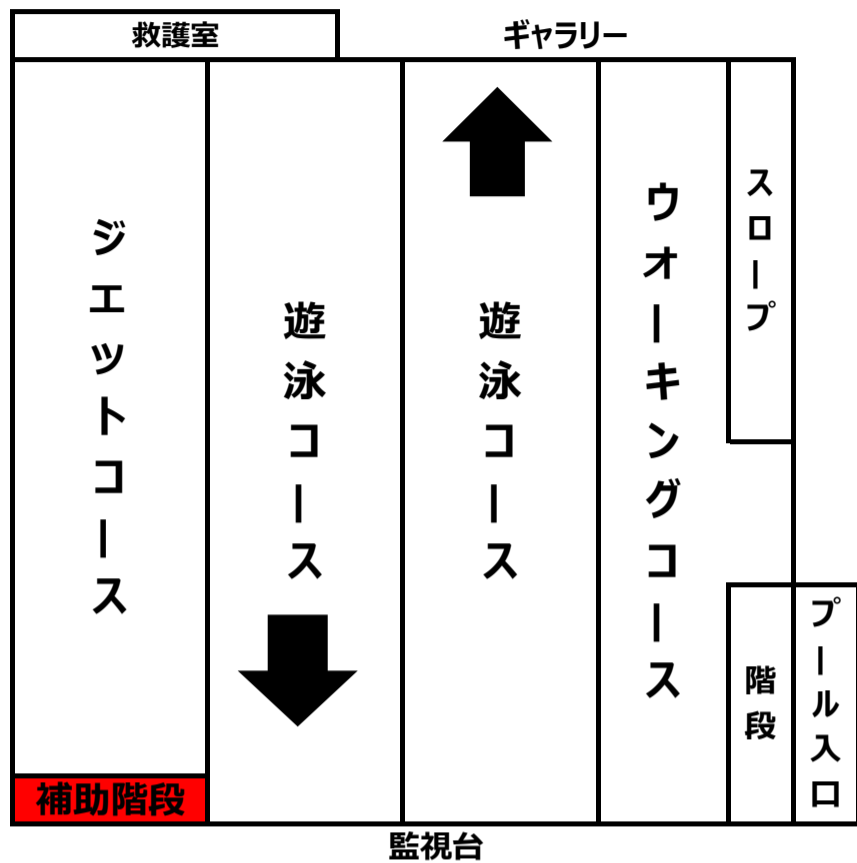 救護室
ギャラリー
ジェットコース
遊泳コース
遊泳コース
ウオーキングコース
スロープ
階段
プール入口
補助階段
監視台